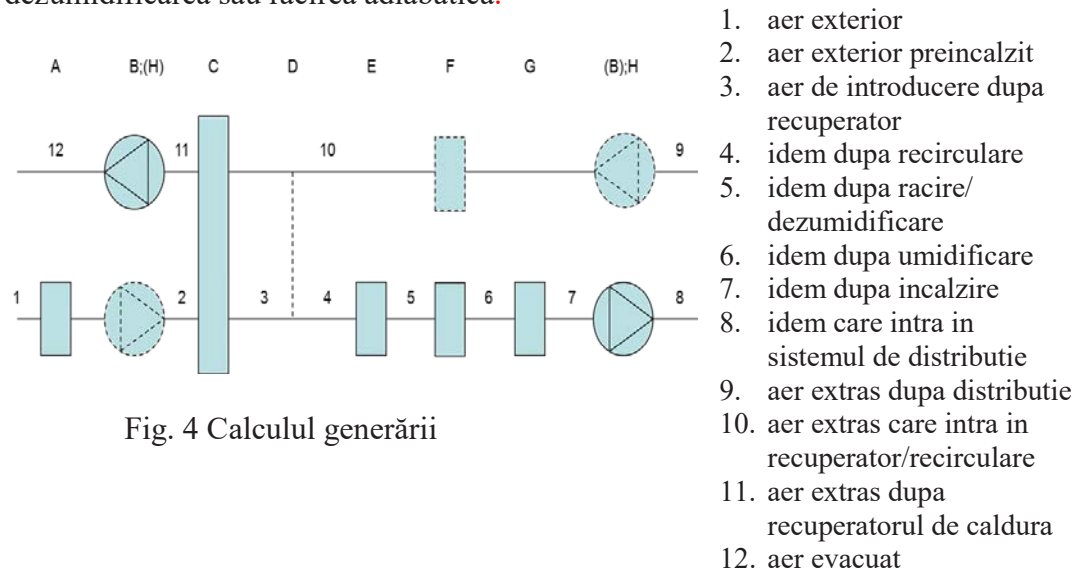 dezumidificarea sau răcirea adiabatică.
A B;(H) C D E F G (B);H
12 11 10 9
1 2 3 4 5 6 7 8
Fig. 4 Calculul generării
1. aer exterior
2. aer exterior preincalzit
3. aer de introducere dupa
recuperator
4. idem dupa recirculare
5. idem dupa racire/
dezumidificare
6. idem dupa umidificare
7. idem dupa incalzire
8. idem care intra in
sistemul de distributie
9. aer extras dupa distributie
10. aer extras care intra in
recuperator/recirculare
11. aer extras dupa
recuperatorul de caldura
12. aer evacuat